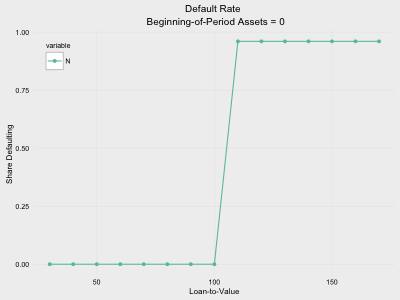 Default Rate
Beginning-of-Period Assets = 0
variable
N
Share Defaulting
1.00
0.75
0.50
0.25
0.00
50
100
150
Loan-to-Value